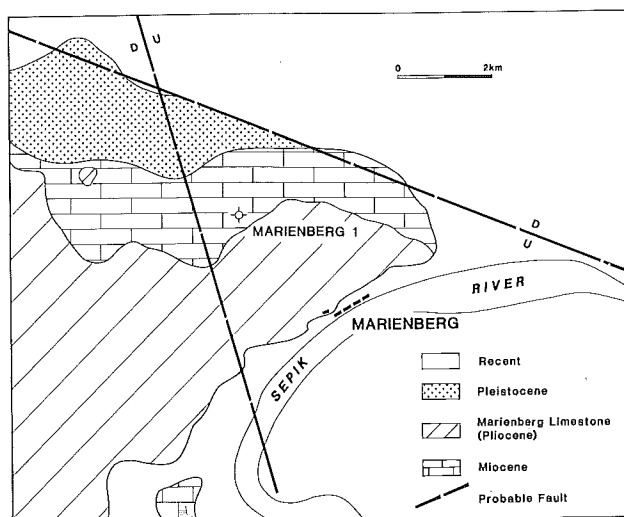 D U
0 2km
MARIENBERG 1
D
U
RIVER
MARIENBERG
SEPIK
Recent
Pleistocene
Marienberg Limestone
(Pliocene)
Miocene
Probable Fault